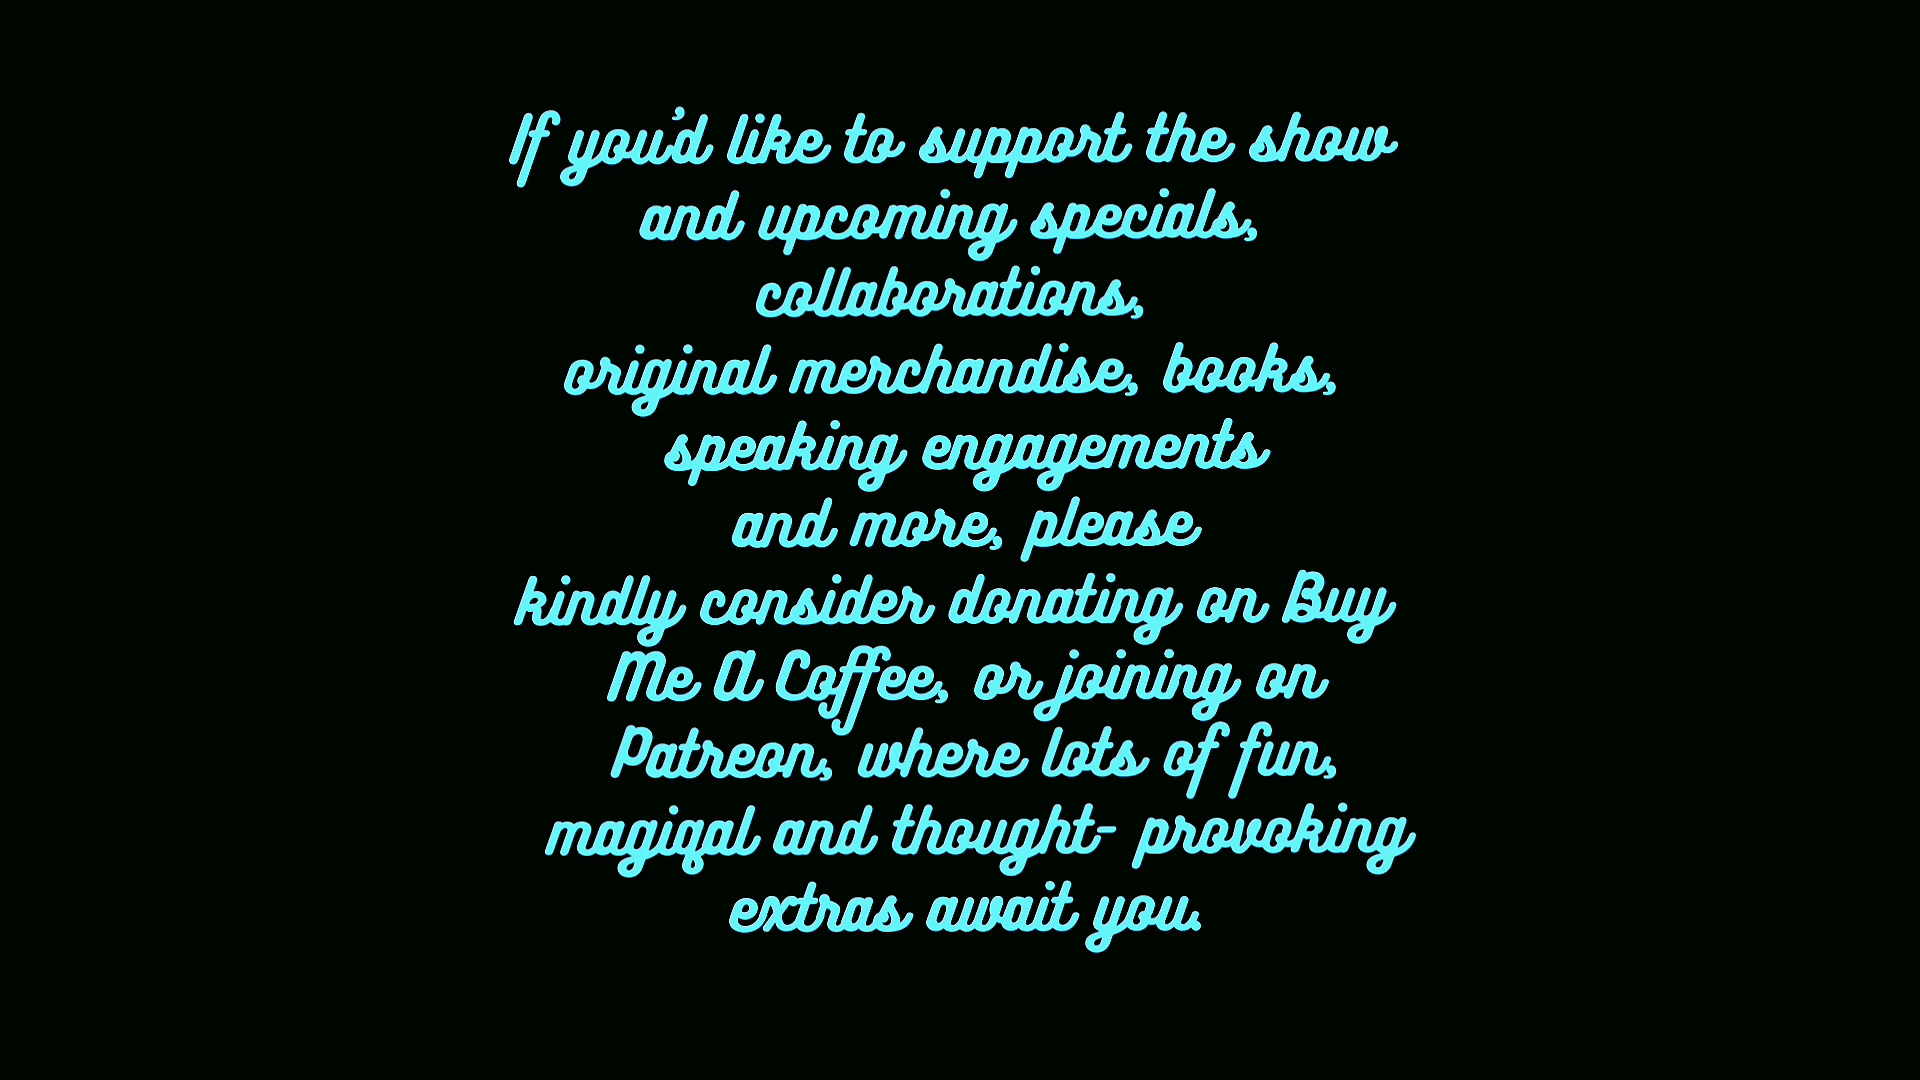 If you'd like to support the show
and upcoming specials,
collaborations,
original merchandise, books,
speaking engagements
and more, please
kindly consider donating on Buy
Me A Coffee, or joining on
Patreon, where lots of fun,
magiqal and thought- provoking
extras await you.